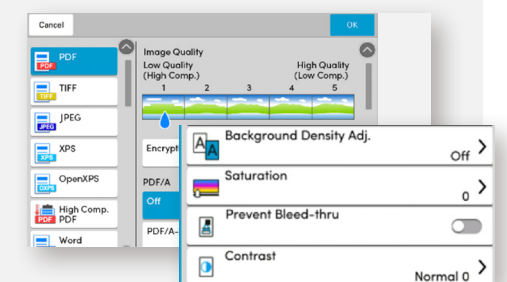 Cancel
OK
PDF
PDF
TIFF
TIFF
JPEG
JPEG
XPS
XPS
OpenXPS
OXPS
High Comp.
PDF
PDF
Word
Image Quality
Low Quality
(High Comp.)
High Quality
(Low Comp.)
1 2 3 4 5
Encrypt
PDF/A
Off
PDF/A-
Background Density Adj.
Off
Saturation
0
Prevent Bleed-thru
Contrast
Normal 0